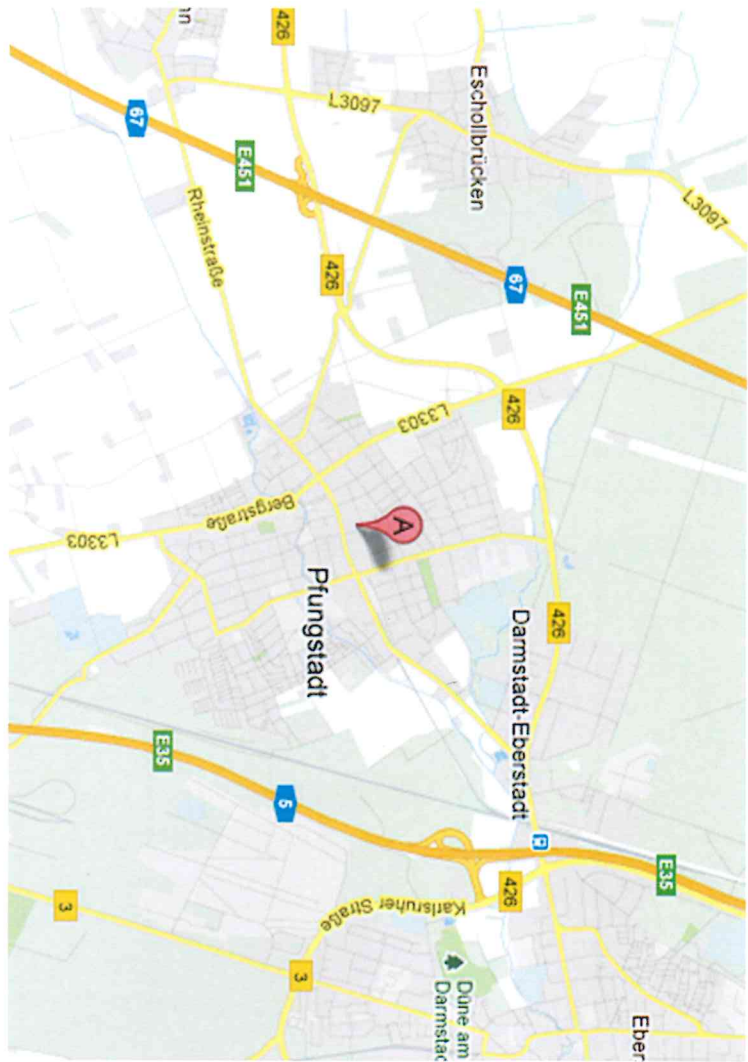 nn
426
L3097
Eschollbrücken
67
E451
L3097
Rheinstraße
426
67
E451
426
L3303
Bergstraße
A
L3303
Pfungstadt
426
Darmstadt-Eberstadt
E35
5
426
E35
Karlsruher Straße
3
3
Düne am
Darmstad
Eber